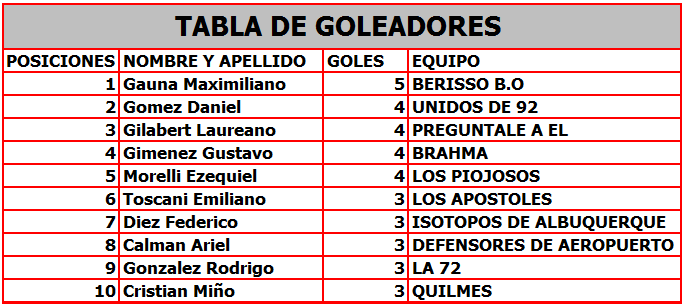 TABLA DE GOLEADORES
POSICIONES NOMBRE Y APELLIDO GOLES EQUIPO
1 Gauna Maximiliano 5 BERISSO B.O
2 Gomez Daniel 4 UNIDOS DE 92
3 Gilabert Laureano 4 PREGUNTALE A EL
4 Gimenez Gustavo 4 BRAHMA
5 Morelli Ezequiel 4 LOS PIOJOSOS
6 Toscani Emiliano 3 LOS APOSTOLES
7 Diez Federico 3 ISOTOPOS DE ALBUQUERQUE
8 Calman Ariel 3 DEFENSORES DE AEROPUERTO
9 Gonzalez Rodrigo 3 LA 72
10 Cristian Miño 3 QUILMES